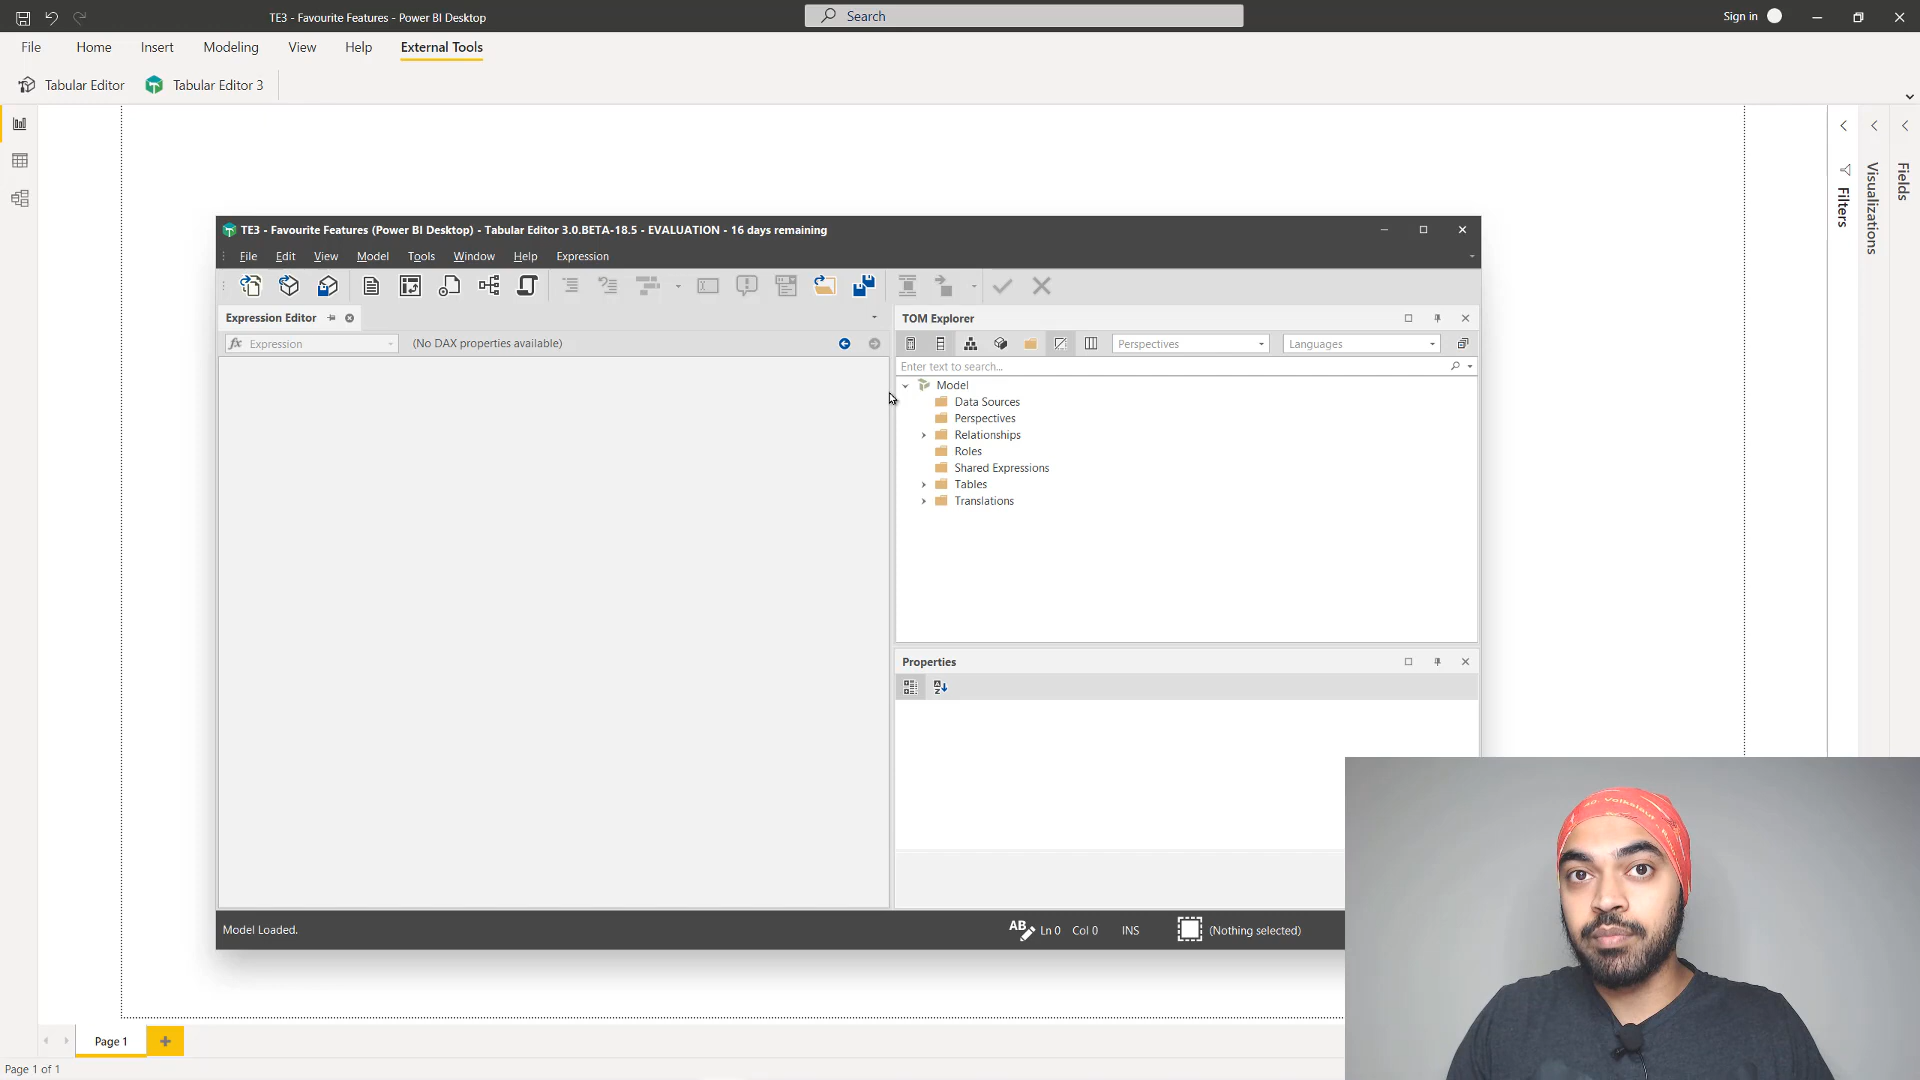 TE3 - Favourite Features - Power BI Desktop
Search
Sign in
File
Home
Insert
Modeling
View
Help
External Tools
Tabular Editor
Tabular Editor 3
Filters
Visualizations
Fields
TE3 - Favourite Features (Power BI Desktop) - Tabular Editor 3.0.BETA-18.5 - EVALUATION - 16 days remaining
File
Edit
View
Model
Tools
Window
Help
Expression
Expression Editor
fx Expression
(No DAX properties available)
TOM Explorer
Perspectives
Languages
Enter text to search...
Model
Data Sources
Perspectives
Relationships
Roles
Shared Expressions
Tables
Translations
Properties
Model Loaded.
Ln 0
Col 0
INS
(Nothing selected)
Page 1
Page 1 of 1